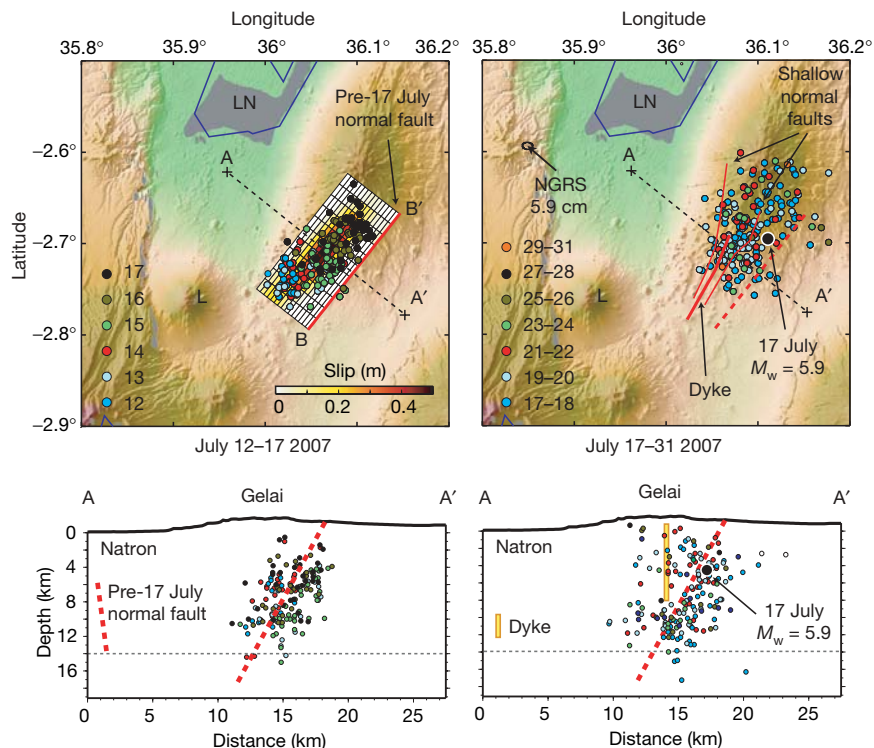 Longitude
35.8° 35.9° 36° 36.1° 36.2°
LN
Pre-17 July
normal fault
A
B′
A′
L
B
Latitude
−2.6°
−2.7°
−2.8°
−2.9°
17
16
15
14
13
12
Slip (m)
0 0.2 0.4
July 12–17 2007
Longitude
35.8° 35.9° 36° 36.1° 36.2°
LN
Shallow
normal
faults
A
NGRS
5.9 cm
A′
L
29–31
27–28
25–26
23–24
21–22
19–20
17–18
Dyke
17 July
Mw = 5.9
July 17–31 2007
A Gelai A′
Natron
Pre-17 July
normal fault
Depth (km)
0
4
8
12
16
0 5 10 15 20 25
Distance (km)
A Gelai A′
Natron
Dyke
17 July
Mw = 5.9
0 5 10 15 20 25
Distance (km)